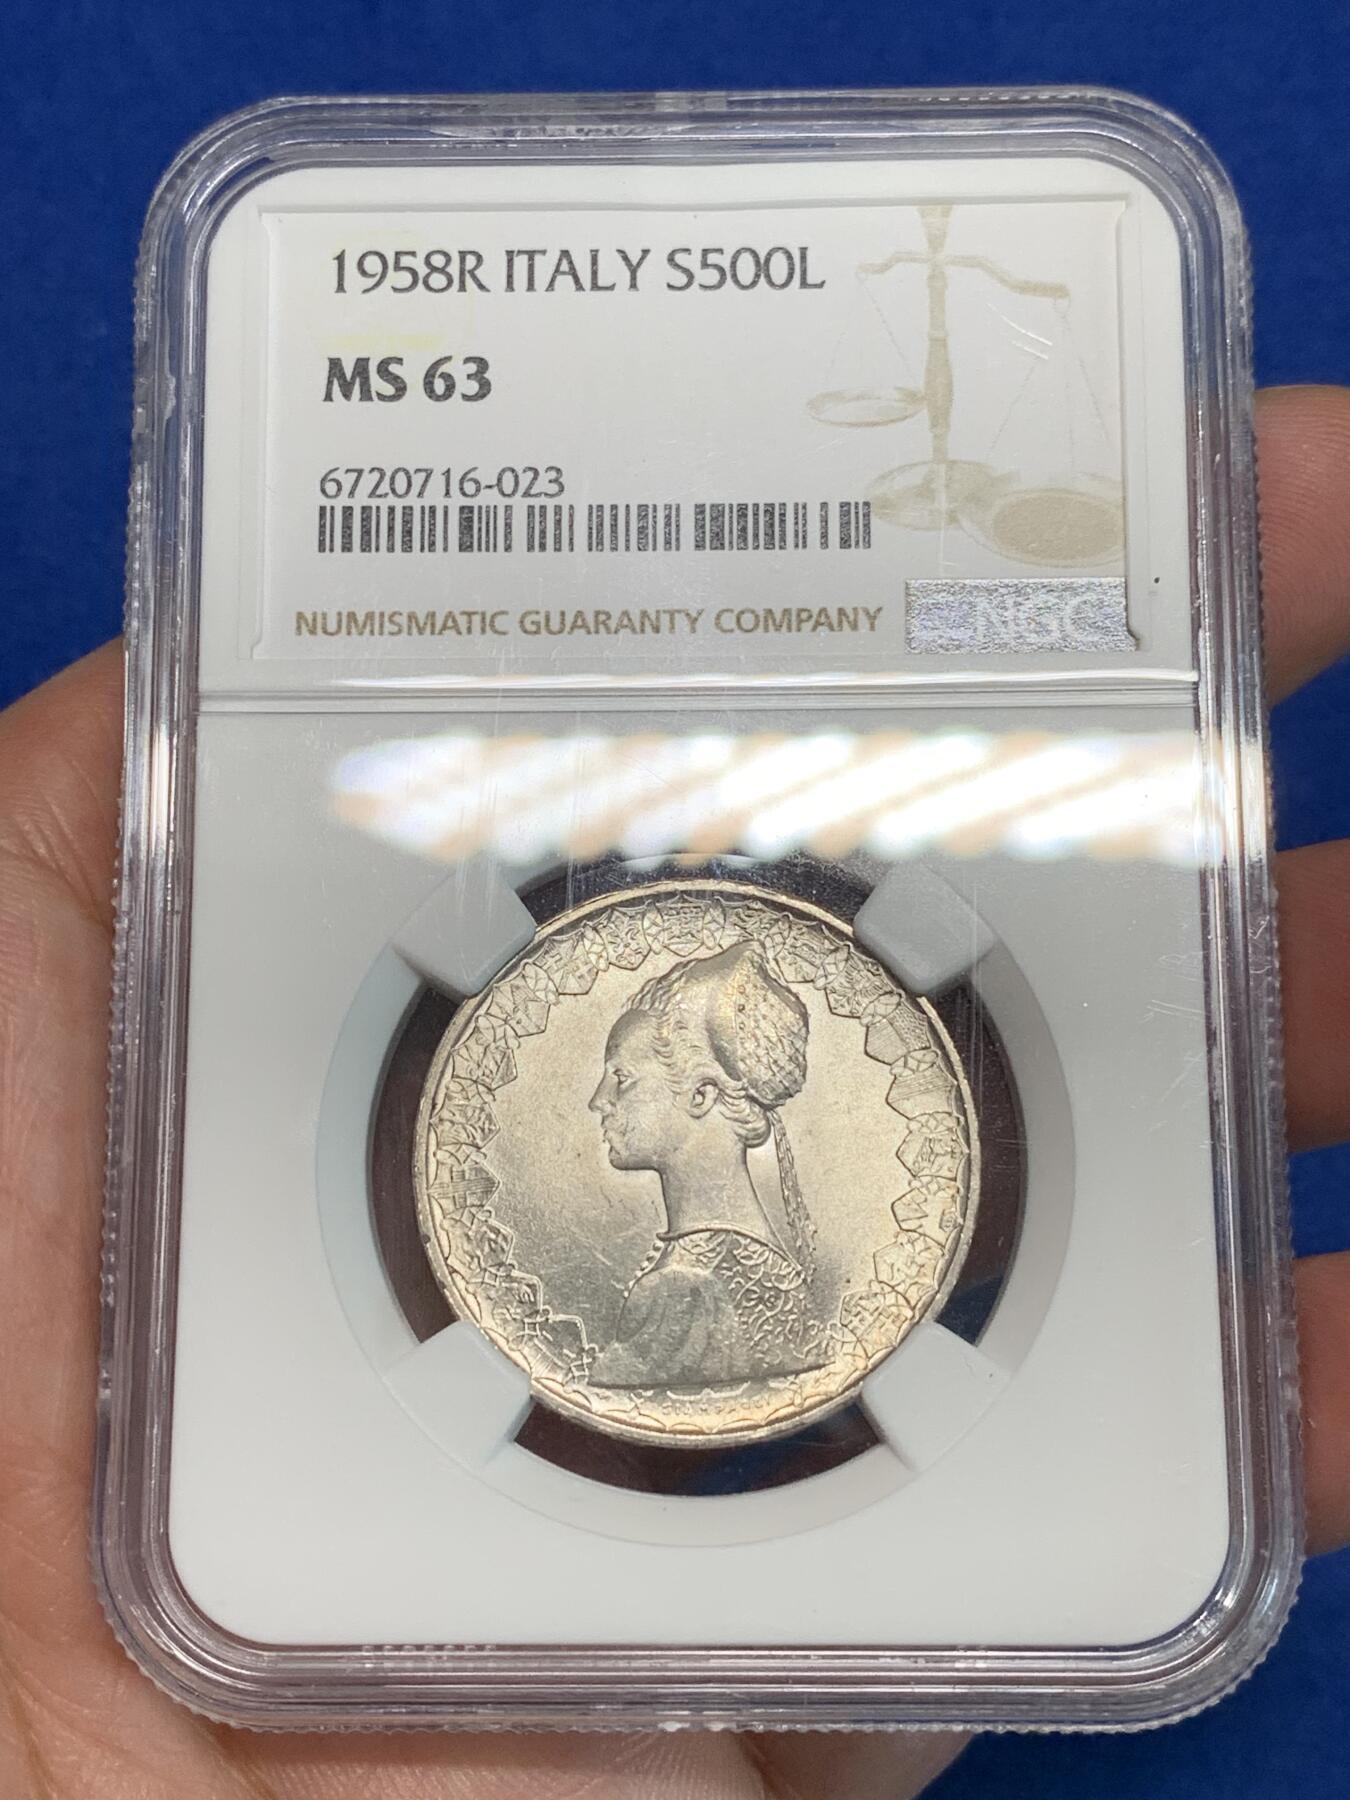 1958R ITALY S500L
MS 63
6720716-023
NUMISMATIC GUARANTY COMPANY
NGC